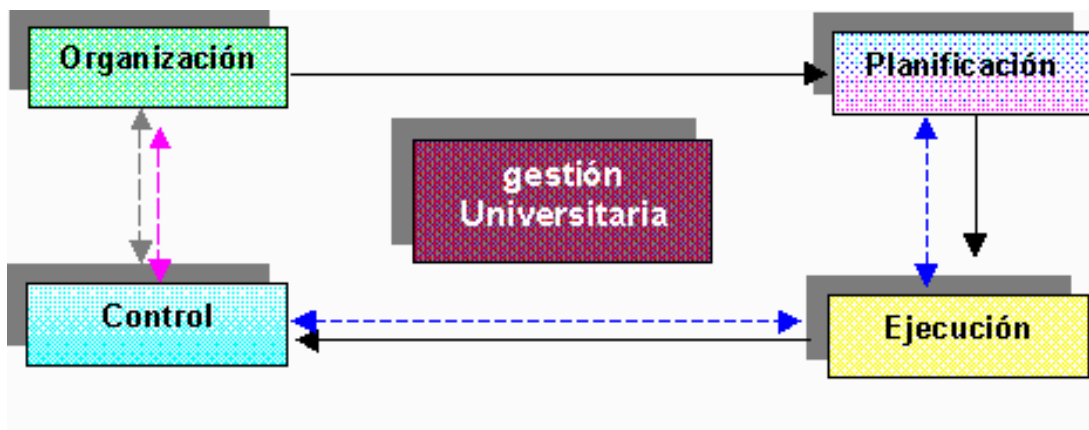 Organización
Planificación
gestión
Universitaria
Control
Ejecución